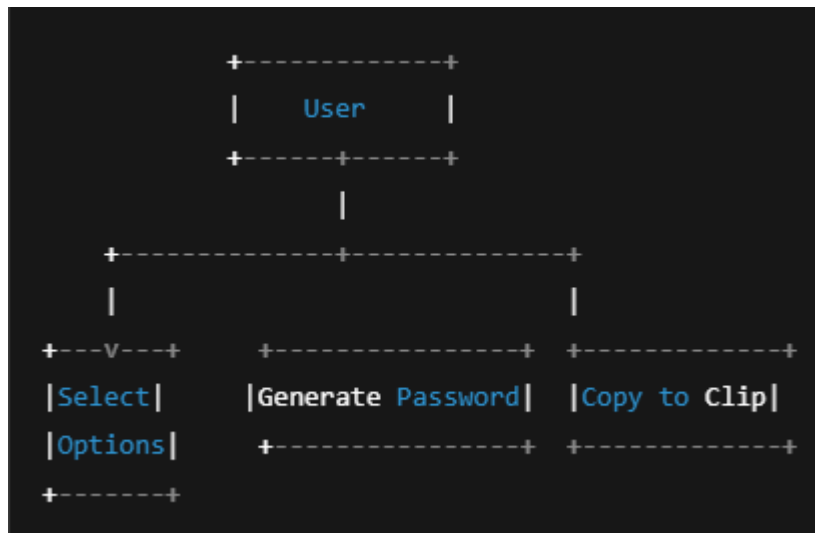 +-------------+
|    User     |
+------+------+
|
+--------------+--------------+
|                             |
+---v---+     +----------------+  +-------------+
|Select|    |Generate Password|  |Copy to Clip|
|Options|     +----------------+  +-------------+
+-------+